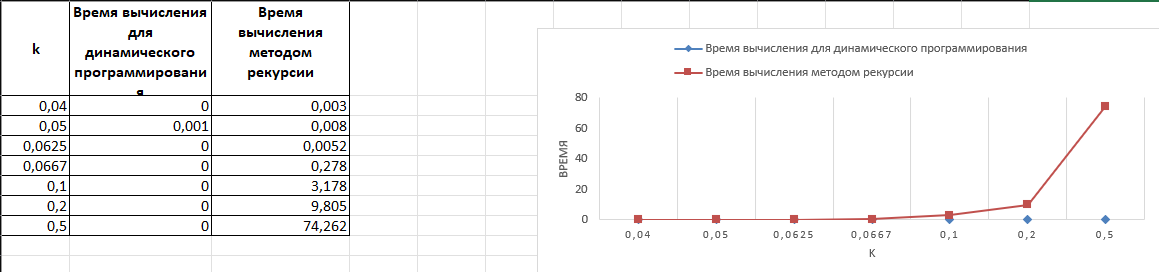 k
Время вычисления
для
динамического
программировани
я
Время
вычисления
методом
рекурсии
0,04 0 0,003
0,05 0,001 0,008
0,0625 0 0,0052
0,0667 0 0,278
0,1 0 3,178
0,2 0 9,805
0,5 0 74,262
Время вычисления для динамического программирования
Время вычисления методом рекурсии
ВРЕМЯ
80
60
40
20
0
0,04 0,05 0,0625 0,0667 0,1 0,2 0,5
К